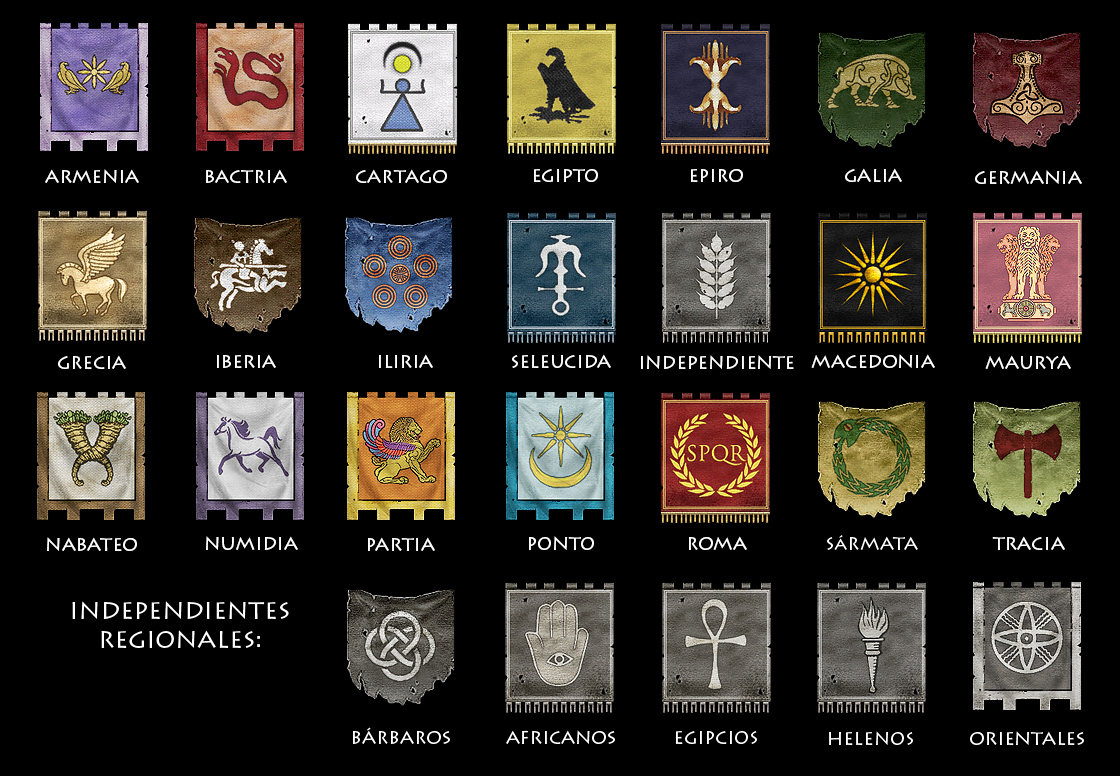 ARMENIA
BACTRIA
CARTAGO
EGIPTO
EPIRO
GALIA
GERMANIA
GRECIA
IBERIA
ILIRIA
SELEUCIDA
INDEPENDIENTE
MACEDONIA
MAURYA
SPQR
NABATEO
NUMIDIA
PARTIA
PONTO
ROMA
SÁRMATA
TRACIA
INDEPENDIENTES
REGIONALES:
BÁRBAROS
AFRICANOS
EGIPCIOS
HELENOS
ORIENTALES